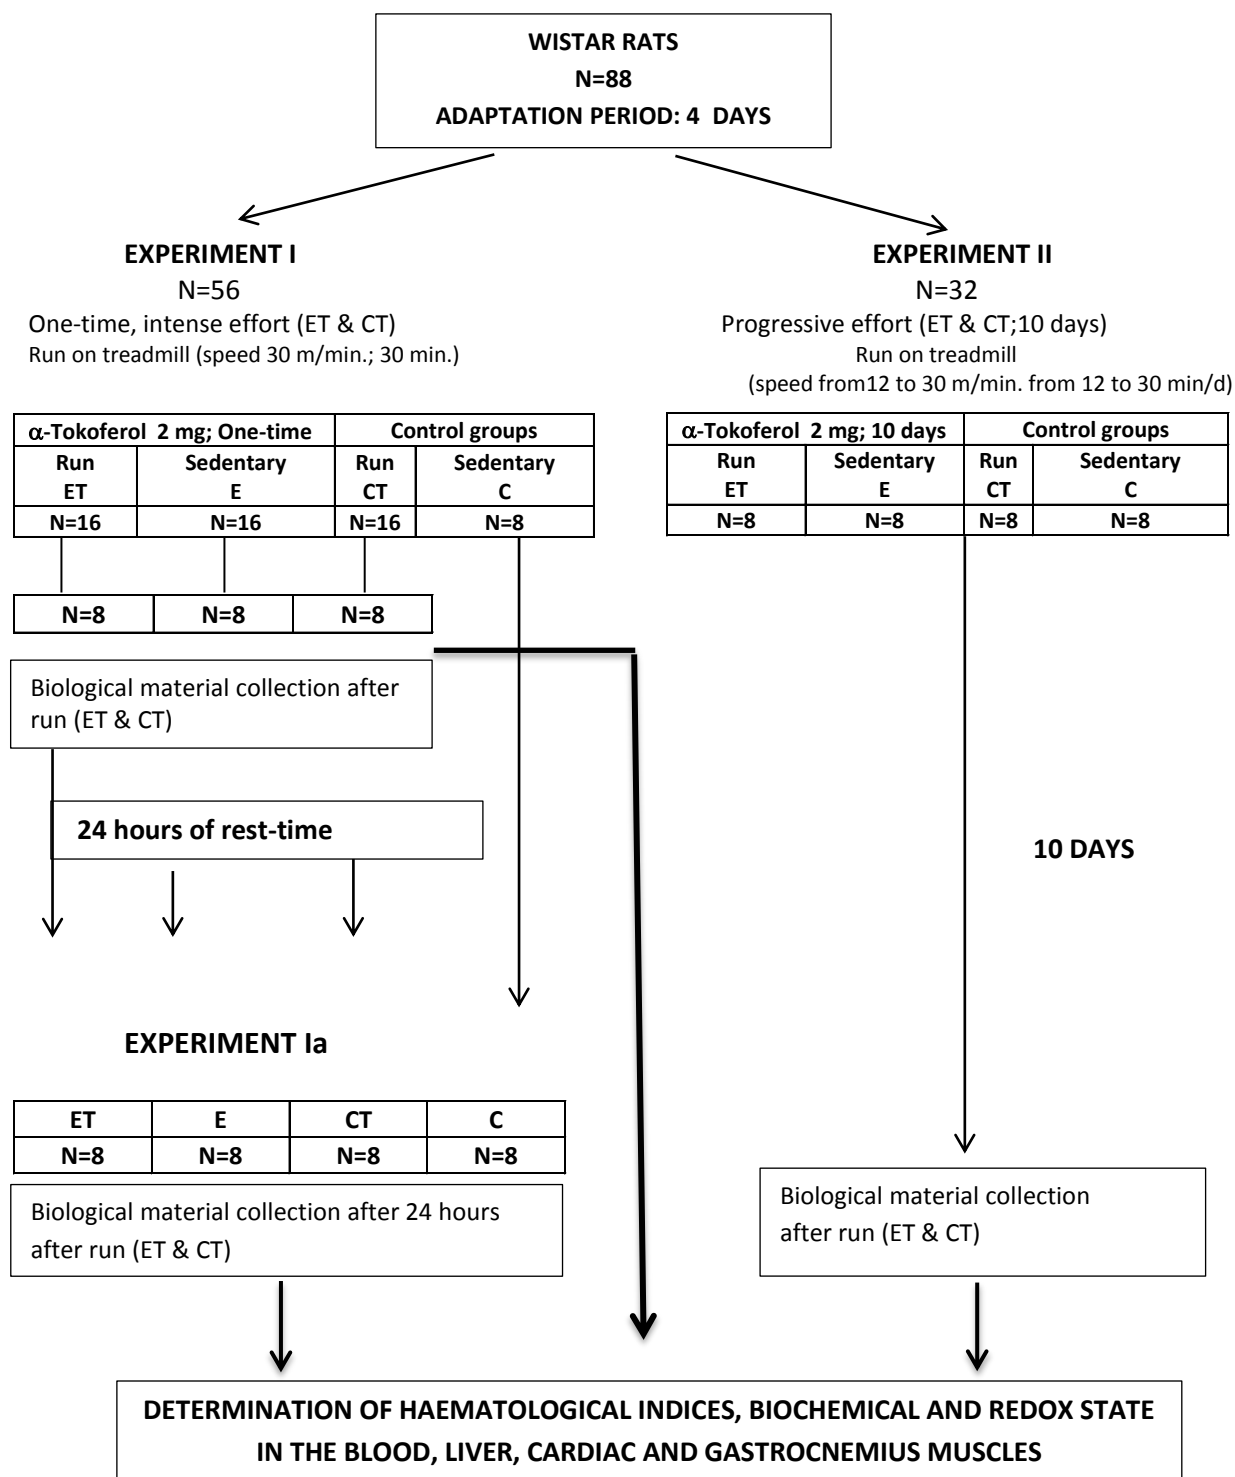 WISTAR RATS
N=88
ADAPTATION PERIOD: 4 DAYS
EXPERIMENT I
N=56
One-time, intense effort (ET & CT)
Run on treadmill (speed 30 m/min.; 30 min.)
EXPERIMENT II
N=32
Progressive effort (ET & CT;10 days)
Run on treadmill
(speed from12 to 30 m/min. from 12 to 30 min/d)
α-Tokoferol 2 mg; One-time Control groups
Run Sedentary Run Sedentary
ET E CT C
N=16 N=16 N=16 N=8
α-Tokoferol 2 mg; 10 days Control groups
Run Sedentary Run Sedentary
ET E CT C
N=8 N=8 N=8 N=8
N=8 N=8 N=8
Biological material collection after
run (ET & CT)
24 hours of rest-time
10 DAYS
EXPERIMENT Ia
ET E CT C
N=8 N=8 N=8 N=8
Biological material collection after 24 hours
after run (ET & CT)
Biological material collection
after run (ET & CT)
DETERMINATION OF HAEMATOLOGICAL INDICES, BIOCHEMICAL AND REDOX STATE
IN THE BLOOD, LIVER, CARDIAC AND GASTROCNEMIUS MUSCLES